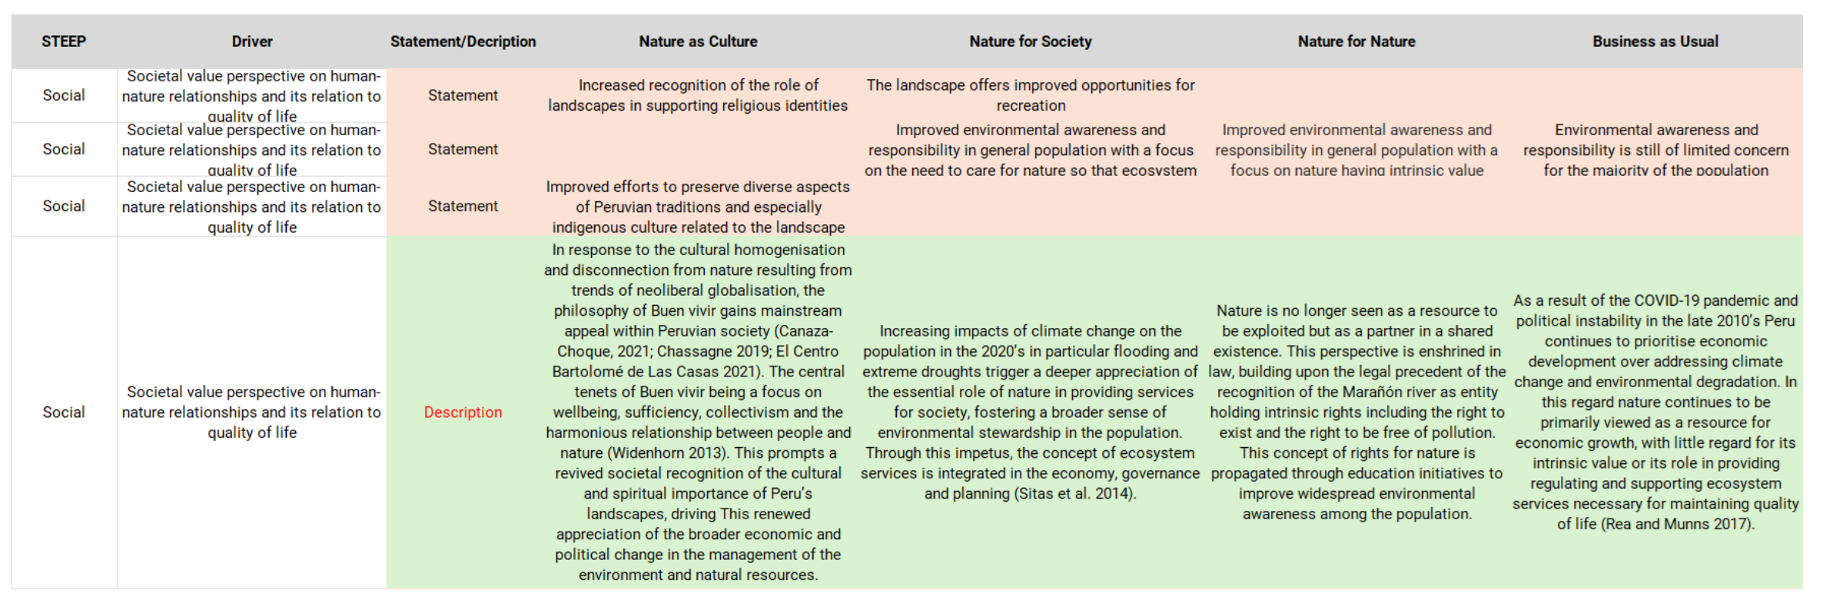 STEEP
Driver
Statement/Decription
Nature as Culture
Nature for Society
Nature for Nature
Business as Usual
Social
Societal value perspective on human-
nature relationships and its relation to
quality of life
Statement
Increased recognition of the role of
landscapes in supporting religious identities
The landscape offers improved opportunities for
recreation
Social
Societal value perspective on human-
nature relationships and its relation to
quality of life
Statement
Improved environmental awareness and
responsibility in general population with a focus
on the need to care for nature so that ecosystem
Improved environmental awareness and
responsibility in general population with a
focus on nature having intrinsic value
Environmental awareness and
responsibility is still of limited concern
for the majority of the population
Social
Societal value perspective on human-
nature relationships and its relation to
quality of life
Statement
Improved efforts to preserve diverse aspects
of Peruvian traditions and especially
indigenous culture related to the landscape
Social
Societal value perspective on human-
nature relationships and its relation to
quality of life
Description
In response to the cultural homogenisation
and disconnection from nature resulting from
trends of neoliberal globalisation, the
philosophy of Buen vivir gains mainstream
appeal within Peruvian society (Canaza-
Choque, 2021; Chassagne 2019; El Centro
Bartolomé de Las Casas 2021). The central
tenets of Buen vivir being a focus on
wellbeing, sufficiency, collectivism and the
harmonious relationship between people and
nature (Widenhorn 2013). This prompts a
revived societal recognition of the cultural
and spiritual importance of Peru's
landscapes, driving This renewed
appreciation of the broader economic and
political change in the management of the
environment and natural resources.
Increasing impacts of climate change on the
population in the 2020's in particular flooding and
extreme droughts trigger a deeper appreciation of
the essential role of nature in providing services
for society, fostering a broader sense of
environmental stewardship in the population.
Through this impetus, the concept of ecosystem
services is integrated in the economy, governance
and planning (Sitas et al. 2014).
Nature is no longer seen as a resource to
be exploited but as a partner in a shared
existence. This perspective is enshrined in
law, building upon the legal precedent of the
recognition of the Marañón river as entity
holding intrinsic rights including the right to
exist and the right to be free of pollution.
This concept of rights for nature is
propagated through education initiatives to
improve widespread environmental
awareness among the population.
As a result of the COVID-19 pandemic and
political instability in the late 2010's Peru
continues to prioritise economic
development over addressing climate
change and environmental degradation. In
this regard nature continues to be
primarily viewed as a resource for
economic growth, with little regard for its
intrinsic value or its role in providing
regulating and supporting ecosystem
services necessary for maintaining quality
of life (Rea and Munns 2017).